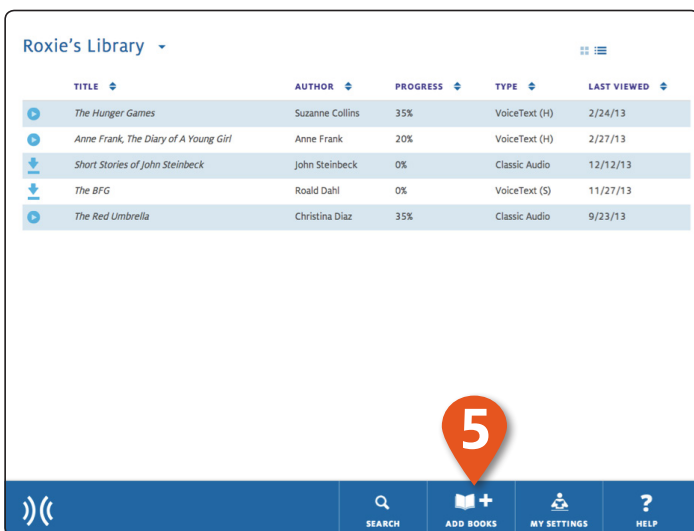 Roxie's Library
TITLE AUTHOR PROGRESS TYPE LAST VIEWED
The Hunger Games Suzanne Collins 35% VoiceText (H) 2/24/13
Anne Frank, The Diary of A Young Girl Anne Frank 20% VoiceText (H) 2/27/13
Short Stories of John Steinbeck John Steinbeck 0% Classic Audio 12/12/13
The BFG Roald Dahl 0% VoiceText (S) 11/27/13
The Red Umbrella Christina Diaz 35% Classic Audio 9/23/13
5
SEARCH ADD BOOKS MY SETTINGS HELP